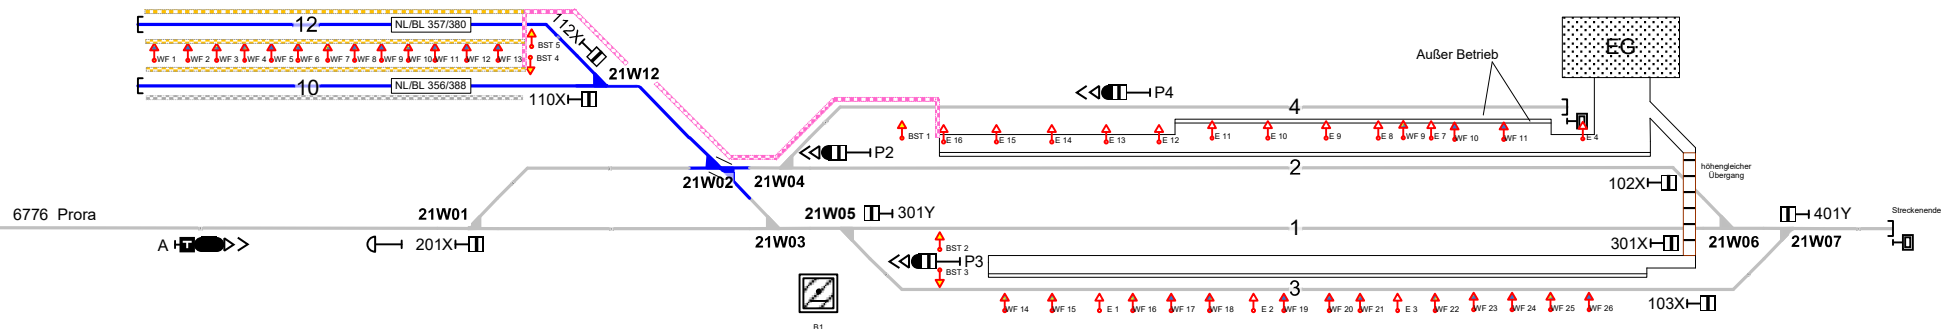 12
NL/BL 357/380
112X
BST 5
BST 4
WF 1
WF 2
WF 3
WF 4
WF 5
WF 6
WF 7
WF 8
WF 9
WF 10
WF 11
WF 12
WF 13
10
NL/BL 356/388
110X
21W12
EG
Außer Betrieb
P4
4
BST 1
E 16
E 15
E 14
E 13
E 12
E 11
E 10
E 9
E 8
WF 9
E 7
WF 10
WF 11
E 4
P2
21W02
21W04
2
102X
höhengleicher
Übergang
6776 Prora
21W01
21W05
301Y
401Y
Streckenende
A
T
201X
21W03
1
301X
21W06
21W07
BST 2
P3
BST 3
3
103X
B1
WF 14
WF 15
E 1
WF 16
WF 17
WF 18
E 2
WF 19
WF 20
WF 21
E 3
WF 22
WF 23
WF 24
WF 25
WF 26